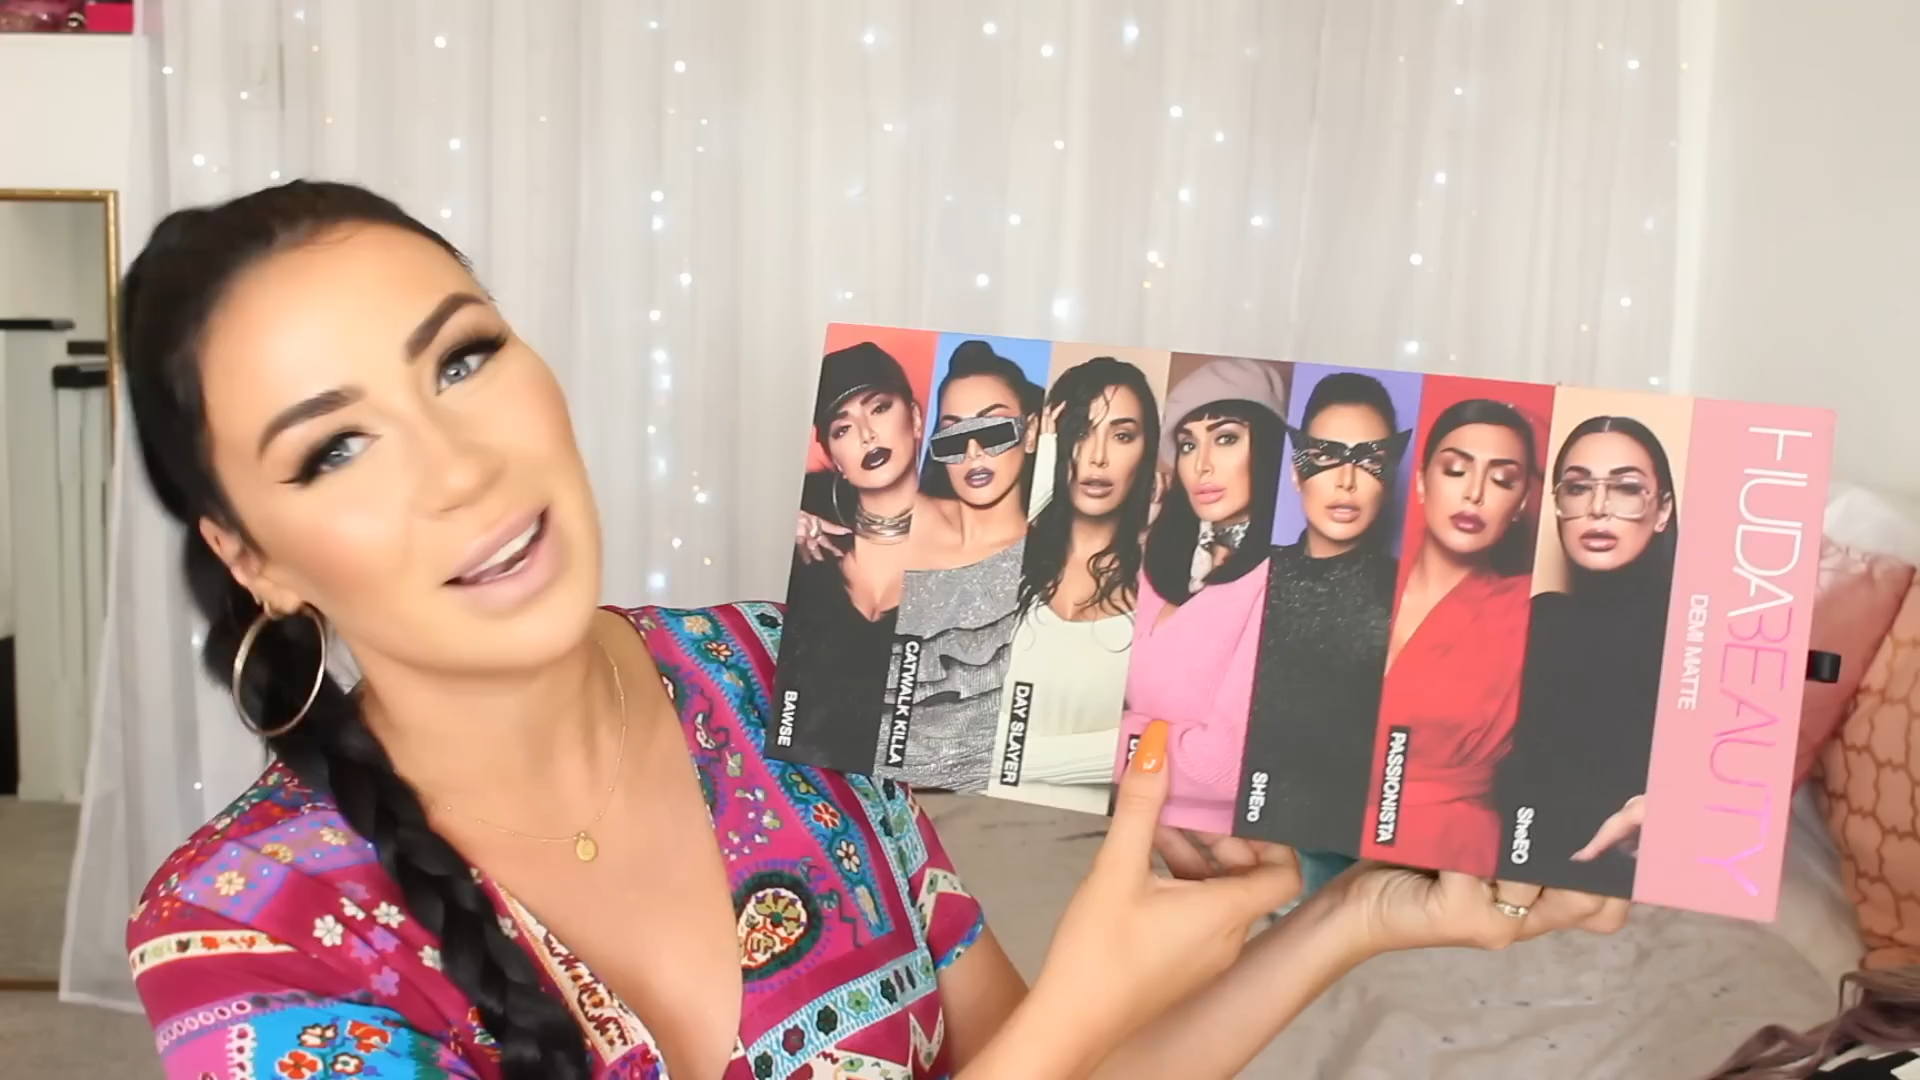 BAWSE
CATWALK KILLA
DAY SLAYER
SHEro
PASSIONISTA
SheEO
HUDABEAUTY
DEMI MATTE